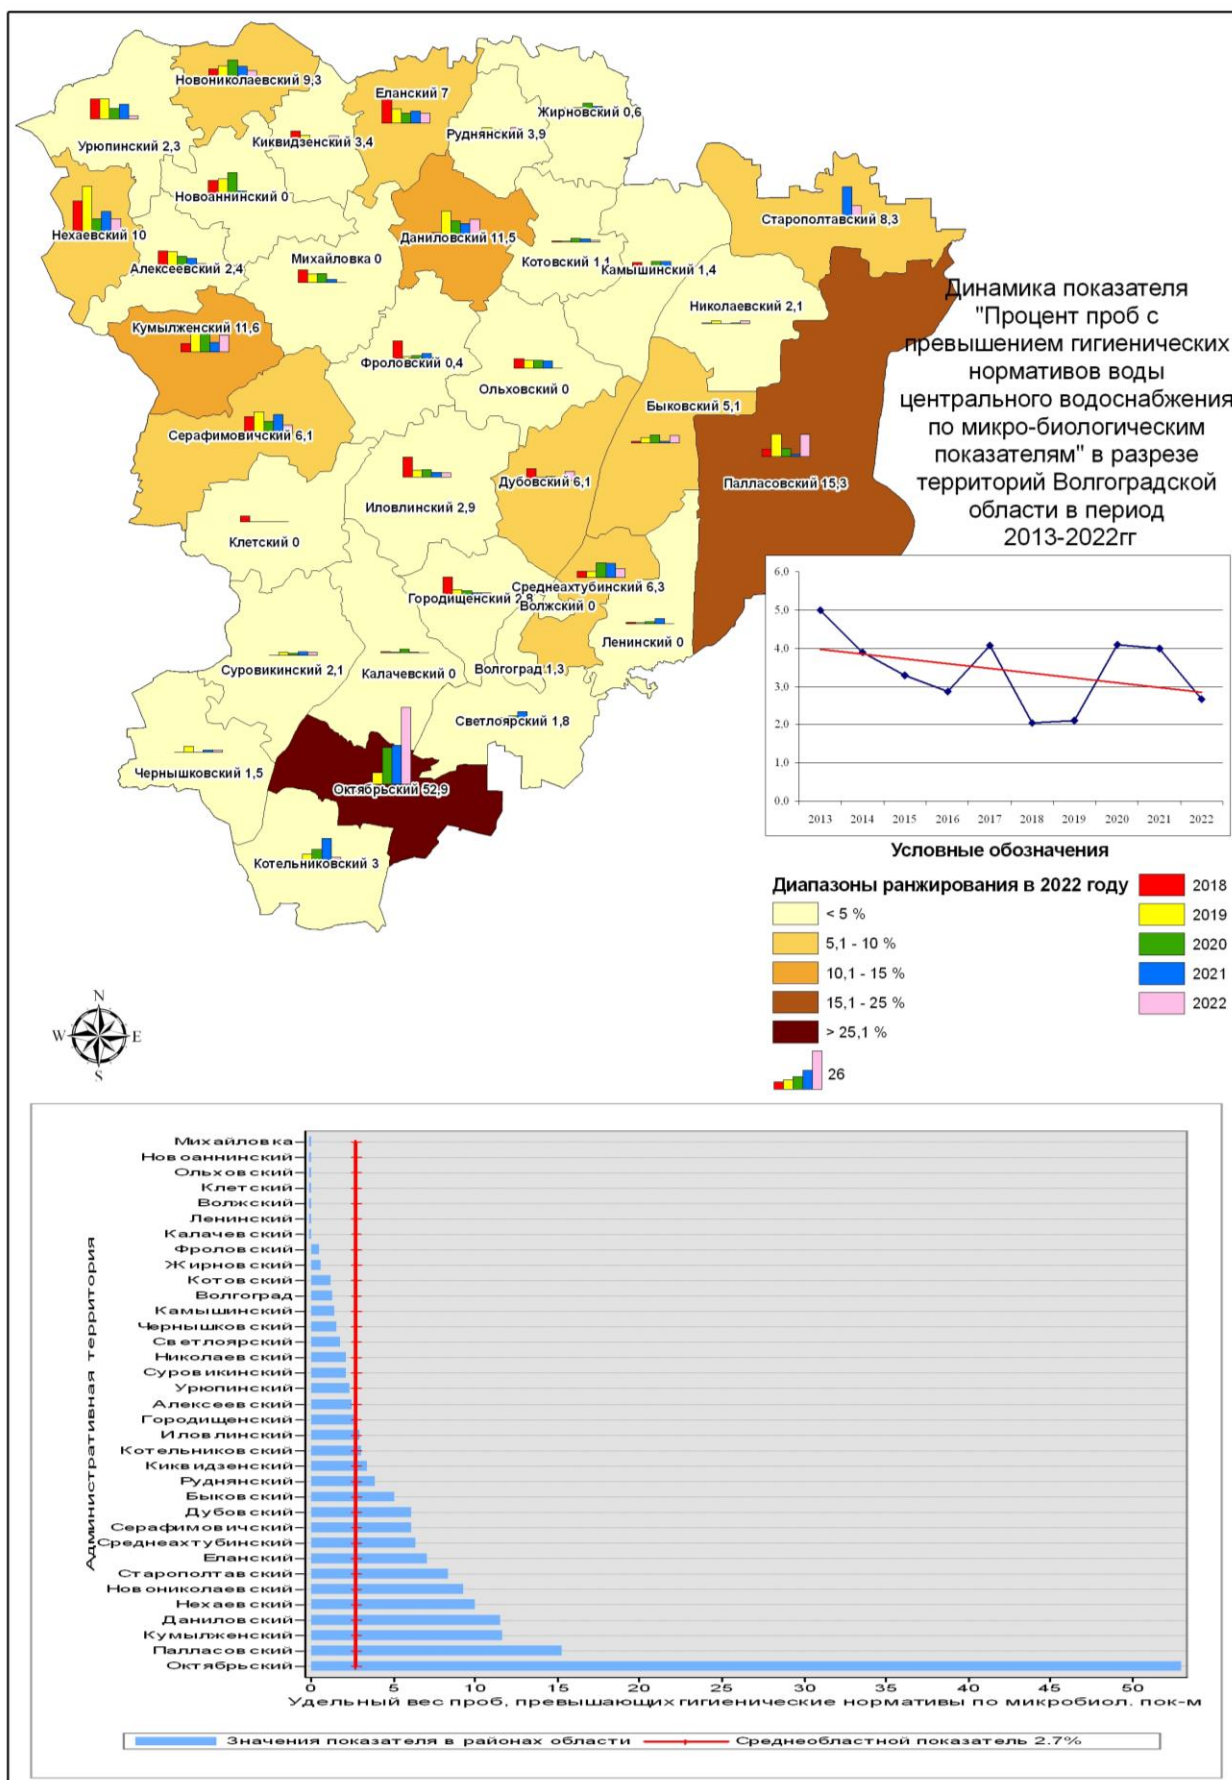 Новониколаевский 9,3
Еланский 7
Жирновский 0,6
Руднянский 3,9
Урюпинский 2,3
Киквидзенский 3,4
Новоаннинский 0
Старополтавский 8,3
Нехаевский 10
Даниловский 11,5
Алексеевский 2,4
Михайловка 0
Котовский 1,1
Камышинский 1,4
Николаевский 2,1
Кумылженский 11,6
Фроловский 0,4
Ольховский 0
Быковский 5,1
Серафимовичский 6,1
Дубовский 6,1
Палласовский 15,3
Иловлинский 2,9
Клетский 0
Среднеахтубинский 6,3
Городищенский 2,8
Волжский 0
Ленинский 0
Суровикинский 2,1
Калачевский 0
Волгоград 1,3
Светлоярский 1,8
Чернышковский 1,5
Октябрьский 52,9
Котельниковский 3
Динамика показателя
"Процент проб с
превышением гигиенических
нормативов воды
центрального водоснабжения
по микро-биологическим
показателям" в разрезе
территорий Волгоградской
области в период
2013-2022гг
6,0
5,0
4,0
3,0
2,0
1,0
0,0
2013 2014 2015 2016 2017 2018 2019 2020 2021 2022
Условные обозначения
Диапазоны ранжирования в 2022 году
< 5 %
5,1 - 10 %
10,1 - 15 %
15,1 - 25 %
> 25,1 %
26
2018
2019
2020
2021
2022
N
W E
S
Административная территория
Михайловка
Новоаннинский
Ольховский
Клетский
Волжский
Ленинский
Калачевский
Фроловский
Жирновский
Котовский
Волгоград
Камышинский
Чернышковский
Светлоярский
Николаевский
Суровикинский
Урюпинский
Алексеевский
Городищенский
Иловлинский
Котельниковский
Киквидзенский
Руднянский
Быковский
Дубовский
Серафимовичский
Среднеахтубинский
Еланский
Старополтавский
Новониколаевский
Нехаевский
Даниловский
Кумылженский
Палласовский
Октябрьский
0 5 10 15 20 25 30 35 40 45 50
Удельный вес проб, превышающих гигиенические нормативы по микробиол. пок-м
Значения показателя в районах области
Среднеобластной показатель 2.7%